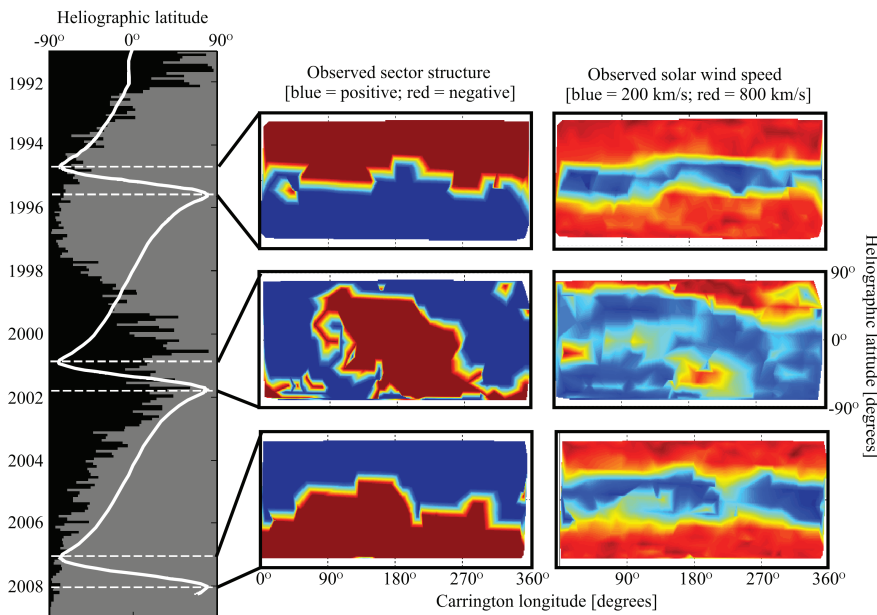 Heliographic latitude
-90° 0° 90°
1992
1994
1996
1998
2000
2002
2004
2006
2008
Observed sector structure
[blue = positive; red = negative]
Observed solar wind speed
[blue = 200 km/s; red = 800 km/s]
90°
0°
-90°
Heliographic latitude
[degrees]
0° 90° 180° 270° 360°
90° 180° 270° 360°
Carrington longitude [degrees]